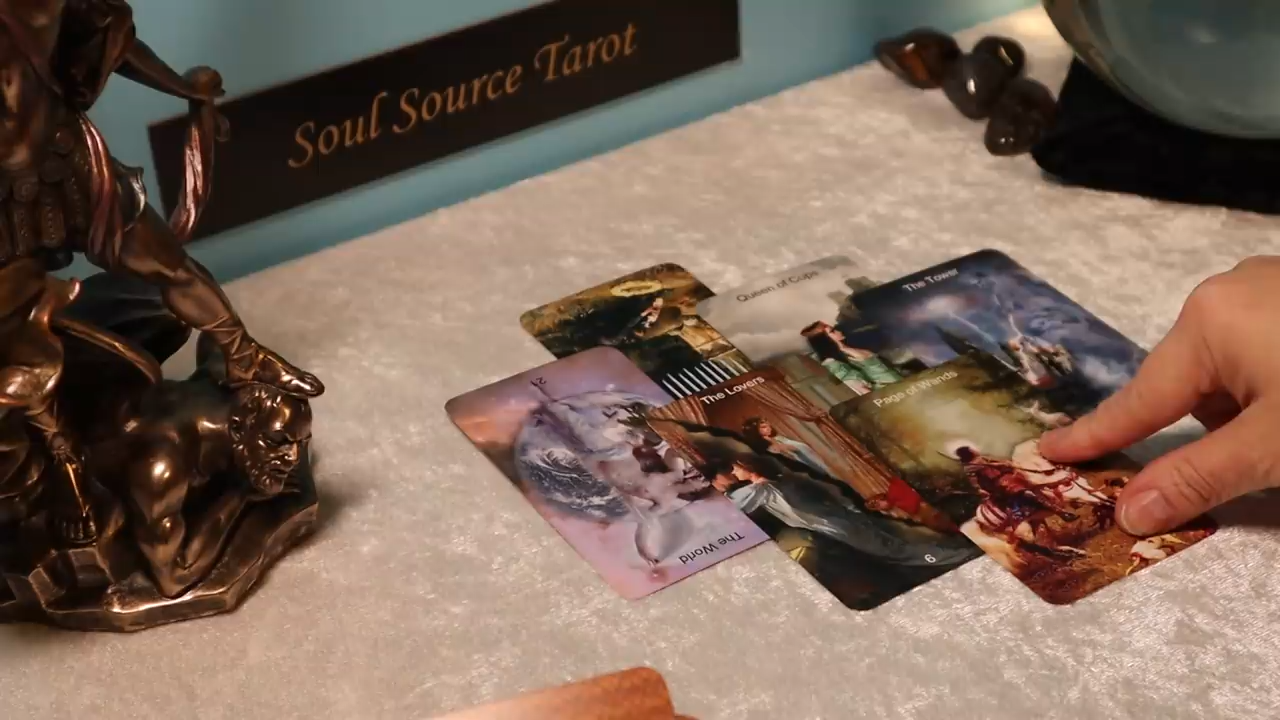 Soul Source Tarot
Queen of Cups
The Tower
21
The Lovers
Page of Wands
The World
6